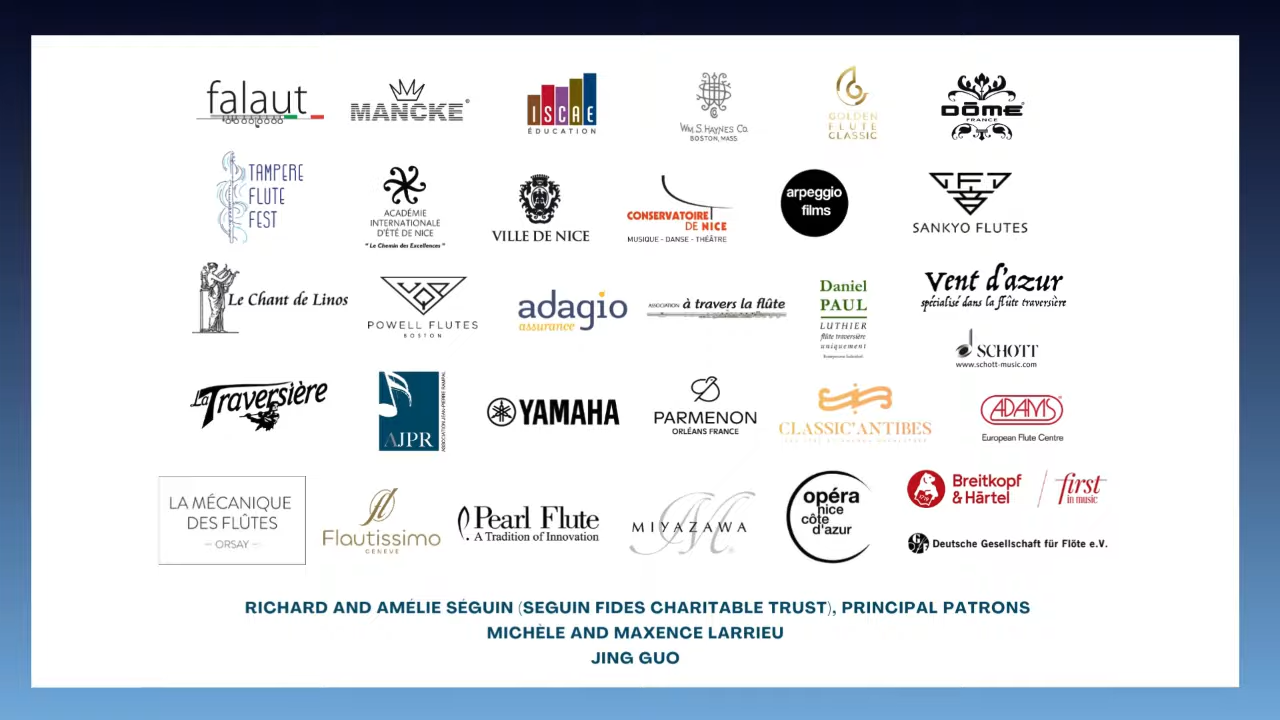 falaut
MANCKE
ISCAE
ÉDUCATION
Wm. S. HAYNES Co.
BOSTON, MASS
GOLDEN
FLUTE
CLASSIC
DÔME
FRANCE
TAMPERE
FLUTE
FEST
ACADÉMIE
INTERNATIONALE
D'ÉTÉ DE NICE
" Le Chemin des Excellences "
VILLE DE NICE
CONSERVATOIRE
DE NICE
MUSIQUE - DANSE - THÉÂTRE
arpeggio
films
SANKYO FLUTES
Le Chant de Linos
POWELL FLUTES
BOSTON
adagio
assurance
ASSOCIATION à travers la flûte
Daniel
PAUL
LUTHIER
flûte traversière
uniquement
Vent d'azur
spécialisé dans la flûte traversière
SCHOTT
www.schott-music.com
La Traversière
AJPR
ASSOCIATION JEAN-PIERRE RAMPAL
YAMAHA
PARMENON
ORLÉANS FRANCE
CLASSIC'ANTIBES
ADAMS
European Flute Centre
LA MÉCANIQUE
DES FLÛTES
– ORSAY –
Flautissimo
GENÈVE
Pearl Flute
A Tradition of Innovation
MIYAZAWA
opéra
nice
côte
d'azur
Breitkopf
& Härtel
first
in music
Deutsche Gesellschaft für Flöte e.V.
RICHARD AND AMÉLIE SÉGUIN (SEGUIN FIDES CHARITABLE TRUST), PRINCIPAL PATRONS
MICHÈLE AND MAXENCE LARRIEU
JING GUO